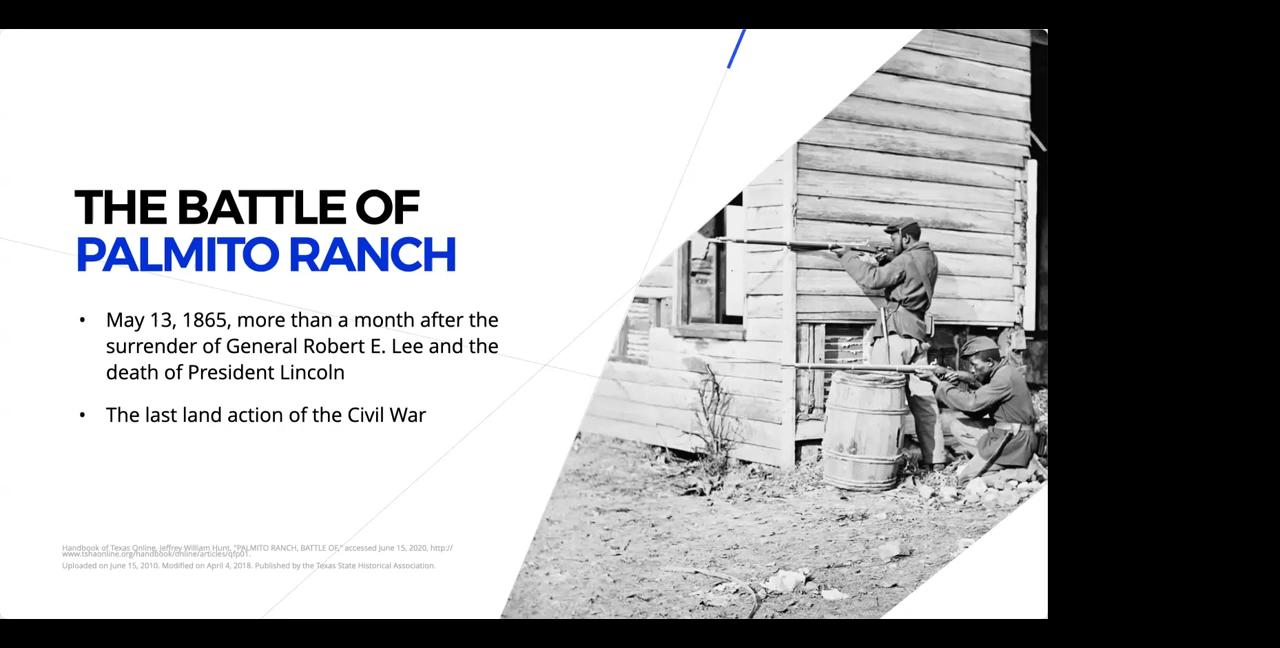 THE BATTLE OF
PALMITO RANCH
• May 13, 1865, more than a month after the
surrender of General Robert E. Lee and the
death of President Lincoln
• The last land action of the Civil War
Handbook of Texas Online, Jeffrey William Hunt, "PALMITO RANCH, BATTLE OF," accessed June 15, 2020, http://
www.tshaonline.org/handbook/online/articles/qfp01.
Uploaded on June 15, 2010. Modified on April 4, 2018. Published by the Texas State Historical Association.